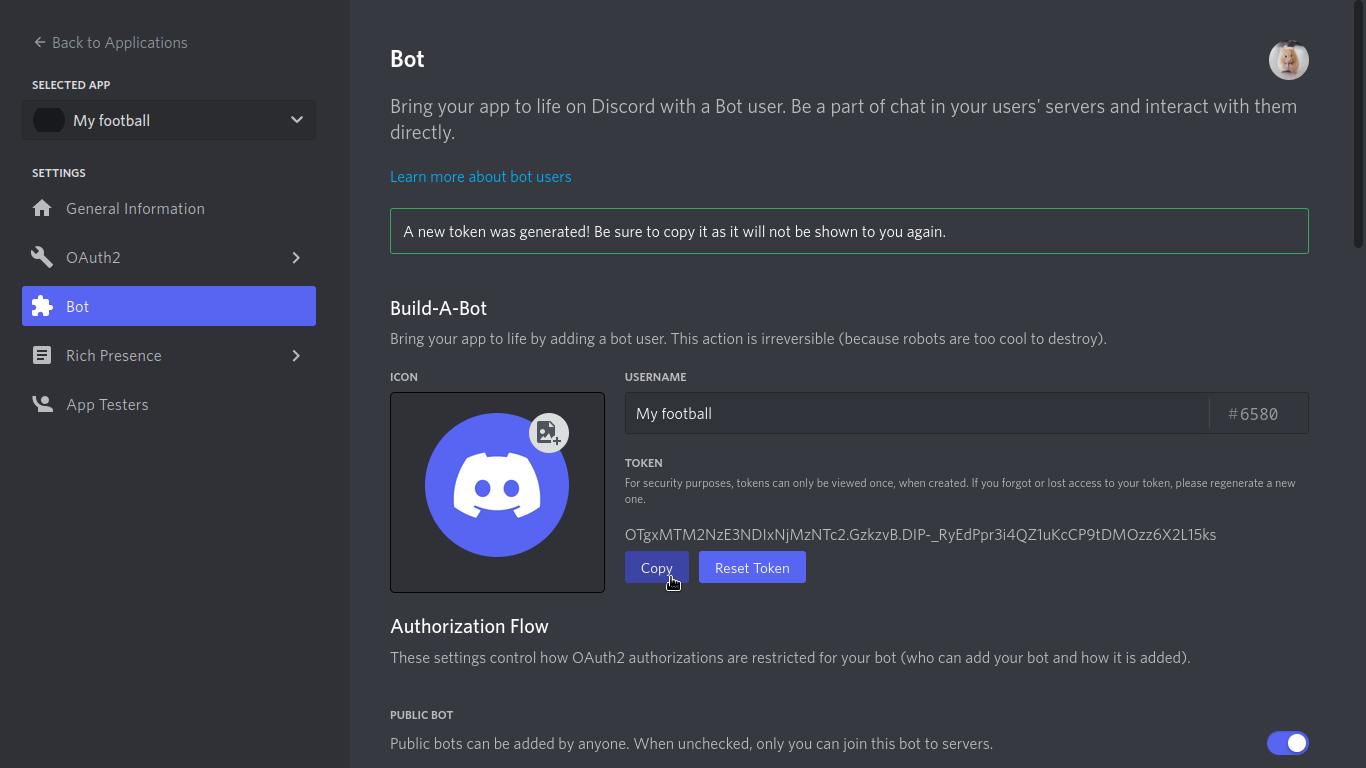 Back to Applications
SELECTED APP
My football
SETTINGS
General Information
OAuth2
Bot
Rich Presence
App Testers
Bot
Bring your app to life on Discord with a Bot user. Be a part of chat in your users' servers and interact with them
directly.
Learn more about bot users
A new token was generated! Be sure to copy it as it will not be shown to you again.
Build-A-Bot
Bring your app to life by adding a bot user. This action is irreversible (because robots are too cool to destroy).
ICON
USERNAME
My football #6580
TOKEN
For security purposes, tokens can only be viewed once, when created. If you forgot or lost access to your token, please regenerate a new
one.
OTgxMTM2NzE3NDIxNjMzNTc2.GzkzvB.DIP-_RyEdPpr3i4QZ1uKcCP9tDMOzz6X2L15ks
Copy Reset Token
Authorization Flow
These settings control how OAuth2 authorizations are restricted for your bot (who can add your bot and how it is added).
PUBLIC BOT
Public bots can be added by anyone. When unchecked, only you can join this bot to servers.